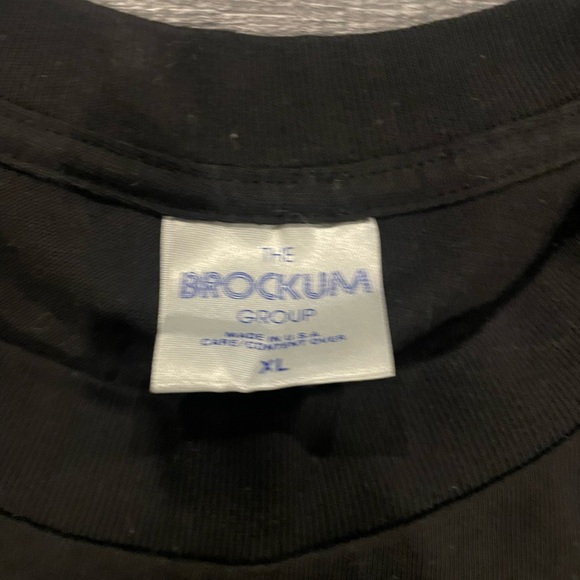 THE
BROCKUM
GROUP
MADE IN U.S.A.
CARE/CONTENT OVER
XL